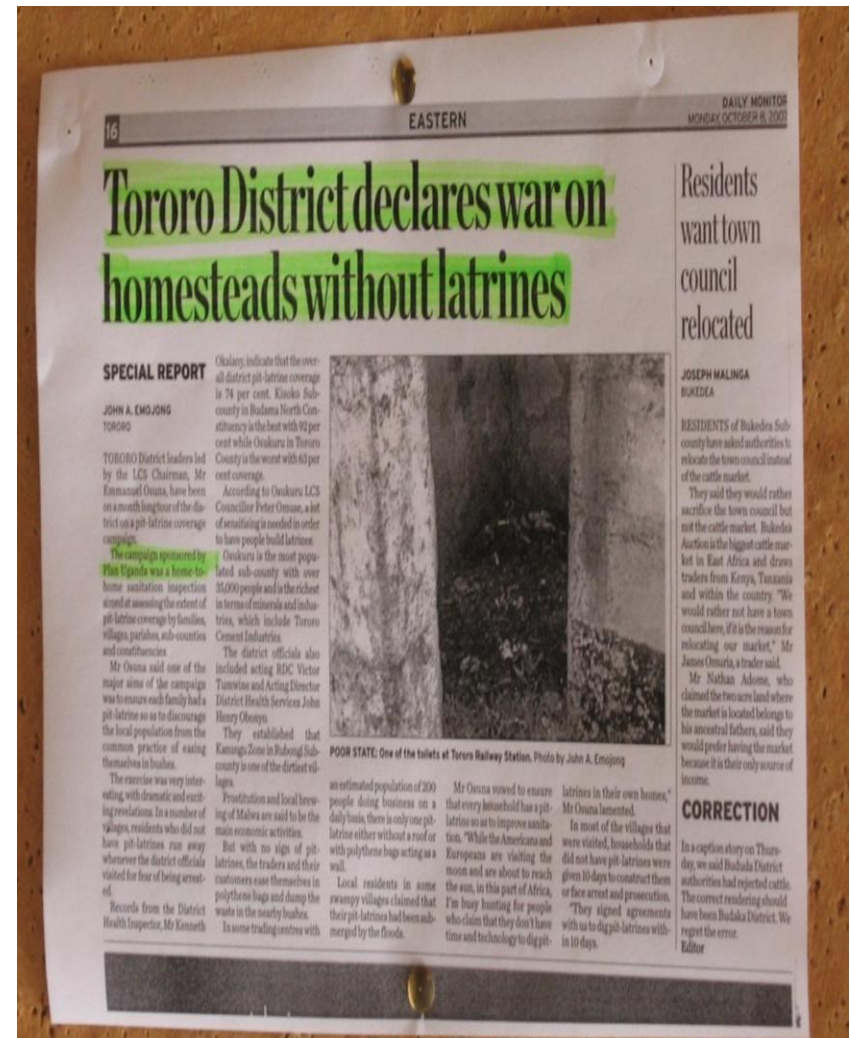 16
EASTERN
DAILY MONITOR
MONDAY, OCTOBER 8, 2007
Tororo District declares war on
homesteads without latrines
SPECIAL REPORT
JOHN A. EMOJONG
TORORO
TORORO District leaders led
by the LC5 Chairman, Mr
Emmanuel Osuna, have been
on a month long tour of the dis-
trict on a pit-latrine coverage
campaign.
The campaign sponsored by
Plan Uganda was a home-to-
home sanitation inspection
aimed at assessing the extent of
pit-latrine coverage by families,
villages, parishes, sub-counties
and constituencies.
Mr Osuna said one of the
major aims of the campaign
was to ensure each family had a
pit-latrine so as to discourage
the local population from the
common practice of easing
themselves in bushes.
The exercise was very inter-
esting, with dramatic and excit-
ing revelations. In a number of
villages, residents who did not
have pit-latrines run away
whenever the district officials
visited for fear of being arrest-
ed.
Records from the District
Health Inspector, Mr Kenneth
Okalany, indicate that the over-
all district pit-latrine coverage
is 74 per cent. Kisoko Sub-
county in Budama North Con-
stituency is the best with 92 per
cent while Osukuru in Tororo
County is the worst with 63 per
cent coverage.
According to Osukuru LC5
Councillor Peter Omuse, a lot
of sensitising is needed in order
to have people build latrines.
Osukuru is the most popu-
lated sub-county with over
35,000 people and is the richest
in terms of minerals and indus-
tries, which include Tororo
Cement Industries.
The district officials also
included acting RDC Victor
Tumwine and Acting Director
District Health Services John
Henry Obonyo.
They established that
Kamungu Zone in Rubongi Sub-
county is one of the dirtiest vil-
lages.
Prostitution and local brew-
ing of Malwa are said to be the
main economic activities.
But with no sign of pit-
latrines, the traders and their
customers ease themselves in
polythene bags and dump the
waste in the nearby bushes.
In some trading centres with
POOR STATE: One of the toilets at Tororo Railway Station. Photo by John A. Emojong
an estimated population of 200
people doing business on a
daily basis, there is only one pit-
latrine either without a roof or
with polythene bags acting as a
wall.
Local residents in some
swampy villages claimed that
their pit-latrines had been sub-
merged by the floods.
Mr Osuna vowed to ensure
that every household has a pit-
latrine so as to improve sanita-
tion. "While the Americans and
Europeans are visiting the
moon and are about to reach
the sun, in this part of Africa,
I'm busy hunting for people
who claim that they don't have
time and technology to dig pit-
latrines in their own homes,"
Mr Osuna lamented.
In most of the villages that
were visited, households that
did not have pit-latrines were
given 10 days to construct them
or face arrest and prosecution.
"They signed agreements
with us to dig pit-latrines with-
in 10 days.
Residents
want town
council
relocated
JOSEPH MALINGA
BUKEDEA
RESIDENTS of Bukedea Sub
county have asked authorities to
relocate the town council instead
of the cattle market.
They said they would rather
sacrifice the town council but
not the cattle market. Bukedea
Auction is the biggest cattle mar-
ket in East Africa and draws
traders from Kenya, Tanzania
and within the country. "We
would rather not have a town
council here, if it is the reason for
relocating our market," Mr
James Omuria, a trader said.
Mr Nathan Adome, who
claimed the two acre land where
the market is located belongs to
his ancestral fathers, said they
would prefer having the market
because it is their only source of
income.
CORRECTION
In a caption story on Thurs-
day, we said Bududa District
authorities had rejected cattle.
The correct rendering should
have been Budaka District. We
regret the error.
Editor